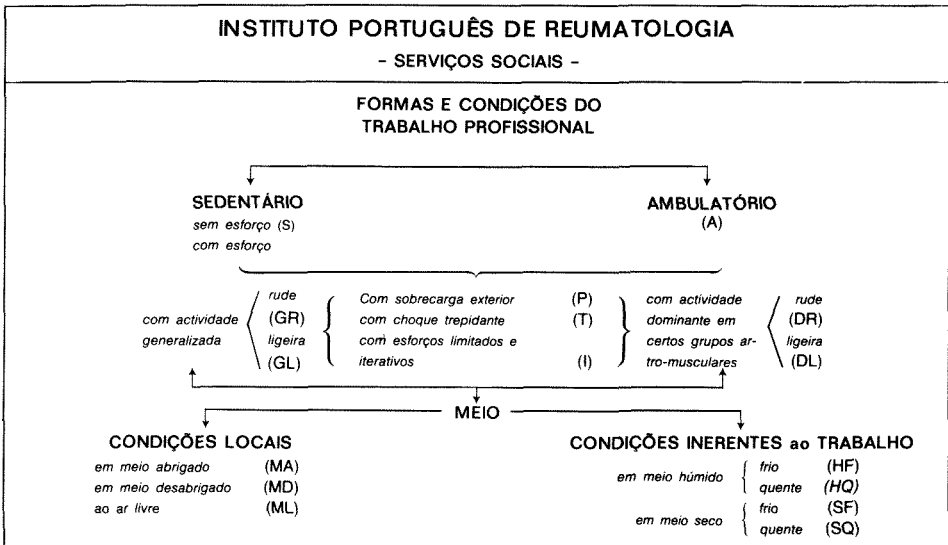 INSTITUTO PORTUGUÊS DE REUMATOLOGIA
- SERVIÇOS SOCIAIS -
FORMAS E CONDIÇÕES DO
TRABALHO PROFISSIONAL
SEDENTÁRIO
sem esforço (S)
com esforço
AMBULATÓRIO
(A)
com actividade
generalizada
rude
(GR)
ligeira
(GL)
Com sobrecarga exterior (P)
com choque trepidante (T)
com esforços limitados e
iterativos (I)
com actividade
dominante em
certos grupos ar-
tro-musculares
rude
(DR)
ligeira
(DL)
MEIO
CONDIÇÕES LOCAIS
em meio abrigado (MA)
em meio desabrigado (MD)
ao ar livre (ML)
CONDIÇÕES INERENTES ao TRABALHO
em meio húmido
frio (HF)
quente (HQ)
em meio seco
frio (SF)
quente (SQ)